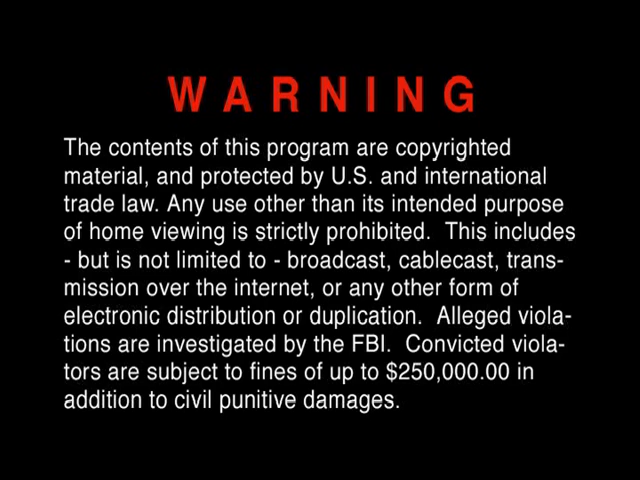 WARNING
The contents of this program are copyrighted
material, and protected by U.S. and international
trade law. Any use other than its intended purpose
of home viewing is strictly prohibited.  This includes
- but is not limited to - broadcast, cablecast, trans-
mission over the internet, or any other form of
electronic distribution or duplication.  Alleged viola-
tions are investigated by the FBI.  Convicted viola-
tors are subject to fines of up to $250,000.00 in
addition to civil punitive damages.